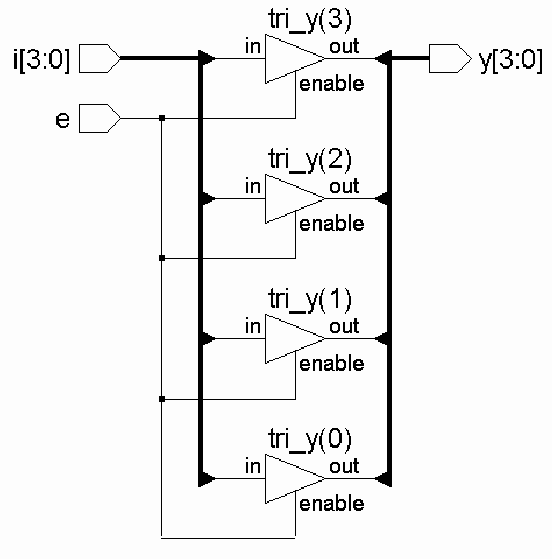 tri_y(3)
i[3:0] in out y[3:0]
e enable
tri_y(2)
in out
enable
tri_y(1)
in out
enable
tri_y(0)
in out
enable